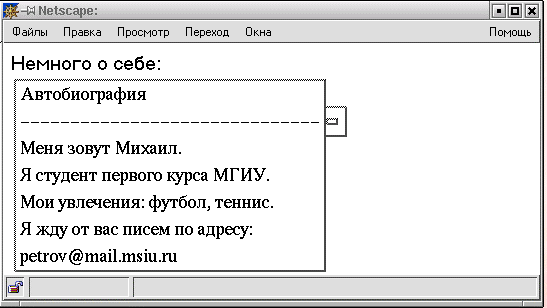 Netscape:
Файлы Правка Просмотр Переход Окна Помощь
Немного о себе:
Автобиография
--------------------------------
Меня зовут Михаил.
Я студент первого курса МГИУ.
Мои увлечения: футбол, теннис.
Я жду от вас писем по адресу:
petrov@mail.msiu.ru